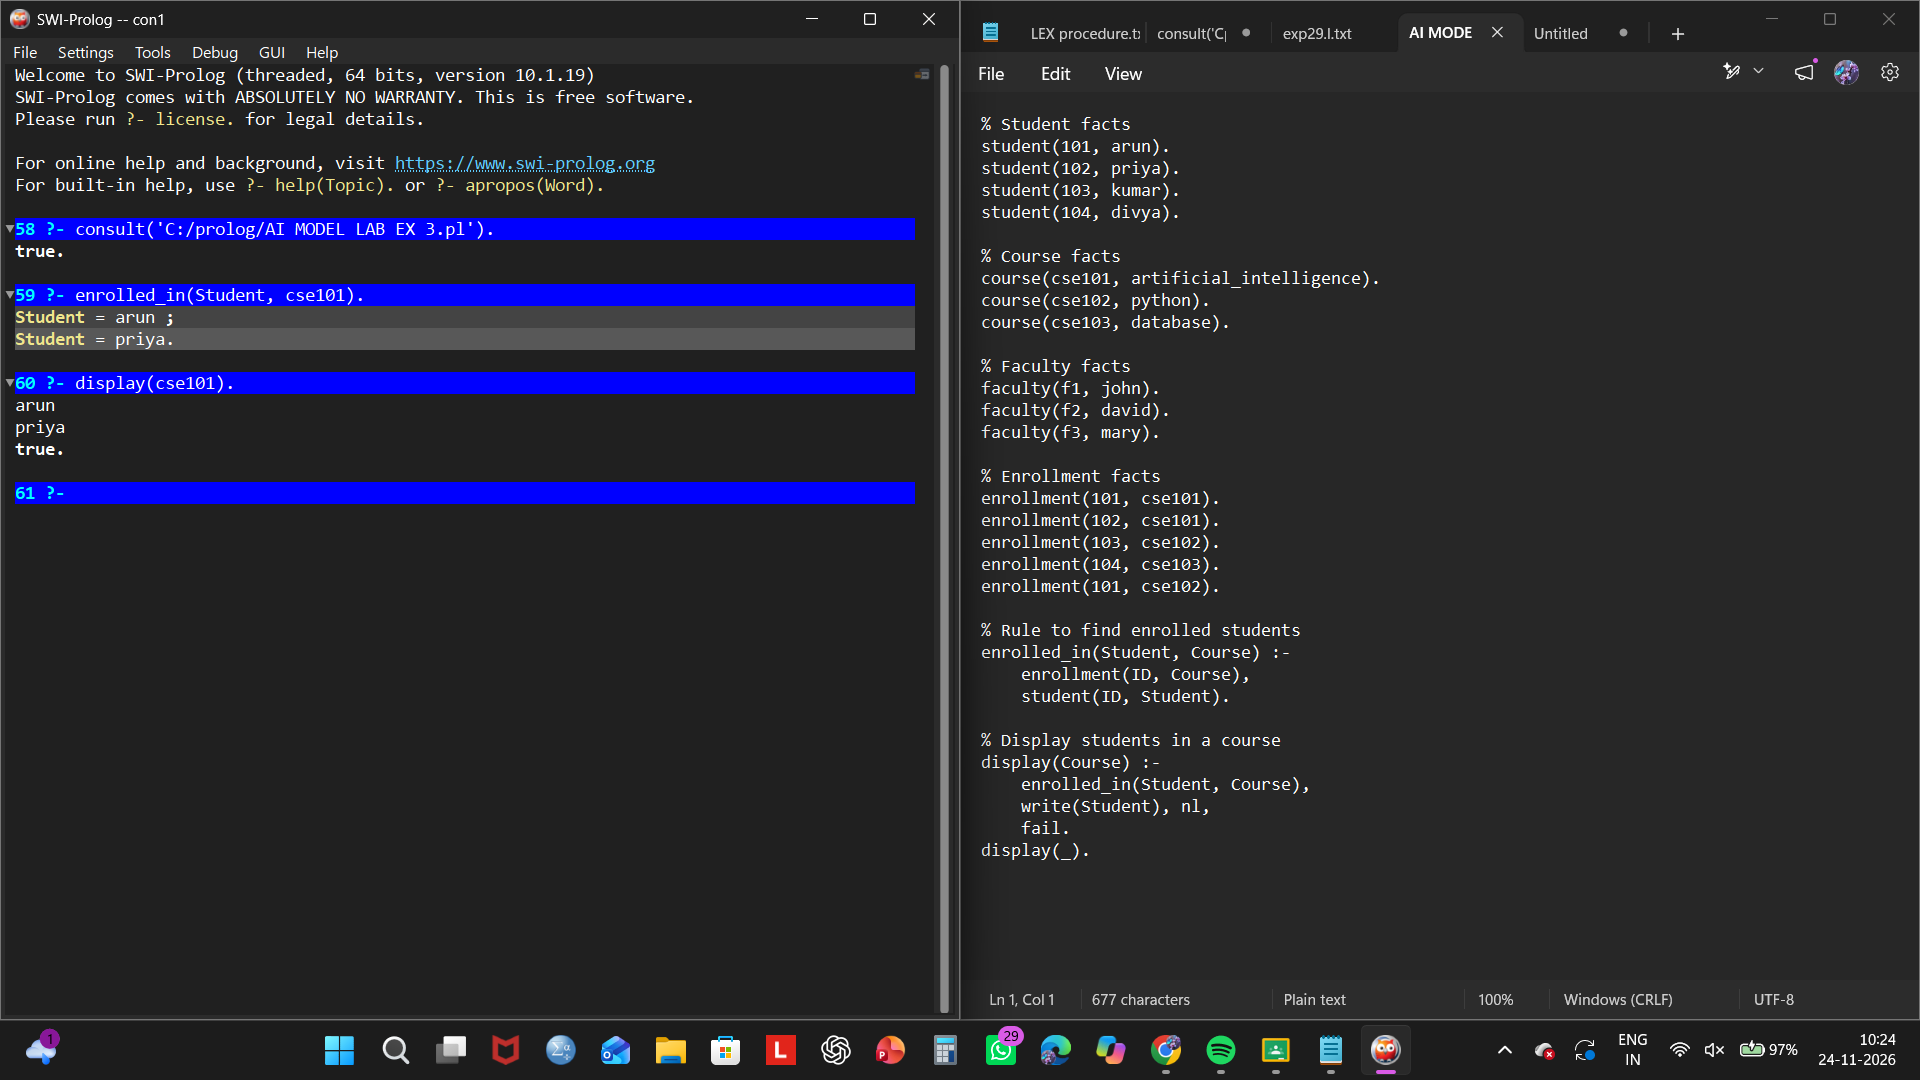 SWI-Prolog -- con1
File Settings Tools Debug GUI Help
Welcome to SWI-Prolog (threaded, 64 bits, version 10.1.19)
SWI-Prolog comes with ABSOLUTELY NO WARRANTY. This is free software.
Please run ?- license. for legal details.
For online help and background, visit https://www.swi-prolog.org
For built-in help, use ?- help(Topic). or ?- apropos(Word).
58 ?- consult('C:/prolog/AI MODEL LAB EX 3.pl').
true.
59 ?- enrolled_in(Student, cse101).
Student = arun ;
Student = priya.
60 ?- display(cse101).
arun
priya
true.
61 ?-
LEX procedure.t consult('C exp29.l.txt AI MODE Untitled
File Edit View
% Student facts
student(101, arun).
student(102, priya).
student(103, kumar).
student(104, divya).
% Course facts
course(cse101, artificial_intelligence).
course(cse102, python).
course(cse103, database).
% Faculty facts
faculty(f1, john).
faculty(f2, david).
faculty(f3, mary).
% Enrollment facts
enrollment(101, cse101).
enrollment(102, cse101).
enrollment(103, cse102).
enrollment(104, cse103).
enrollment(101, cse102).
% Rule to find enrolled students
enrolled_in(Student, Course) :-
enrollment(ID, Course),
student(ID, Student).
% Display students in a course
display(Course) :-
enrolled_in(Student, Course),
write(Student), nl,
fail.
display(_).
Ln 1, Col 1 677 characters Plain text 100% Windows (CRLF) UTF-8
1
29
ENG
IN
97%
10:24
24-11-2026